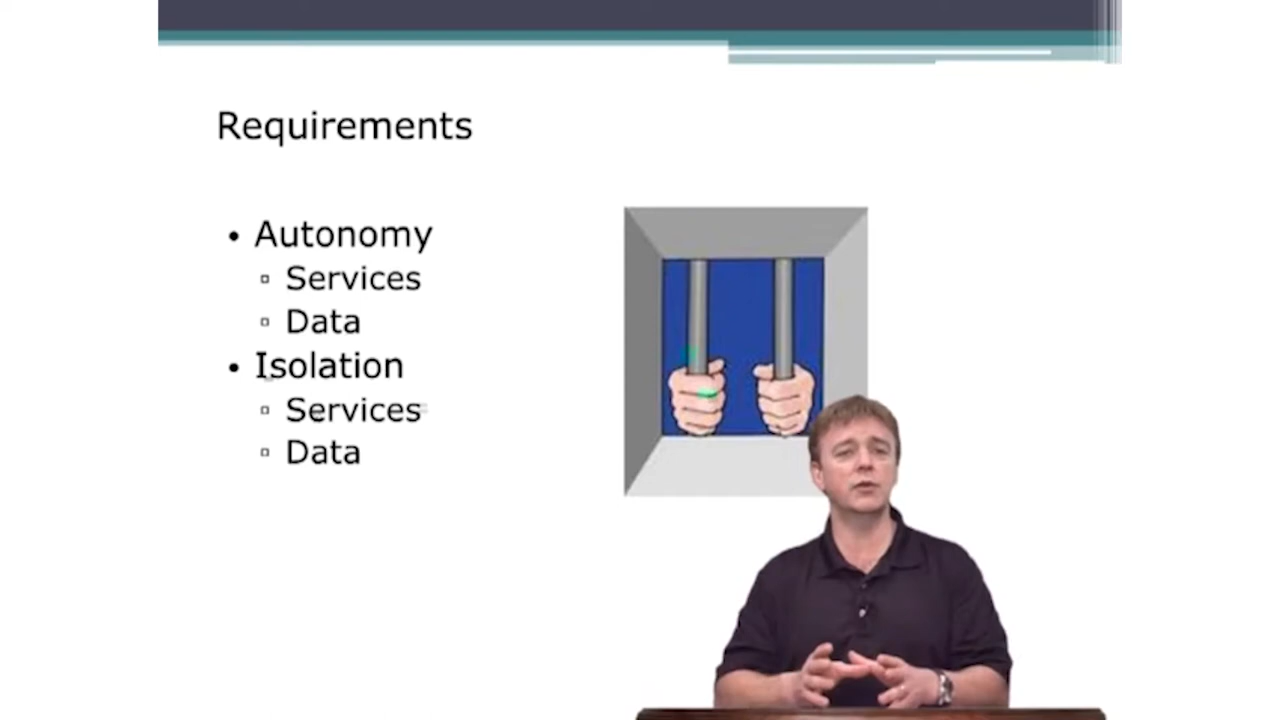 Requirements
• Autonomy
▫ Services
▫ Data
• Isolation
▫ Services
▫ Data